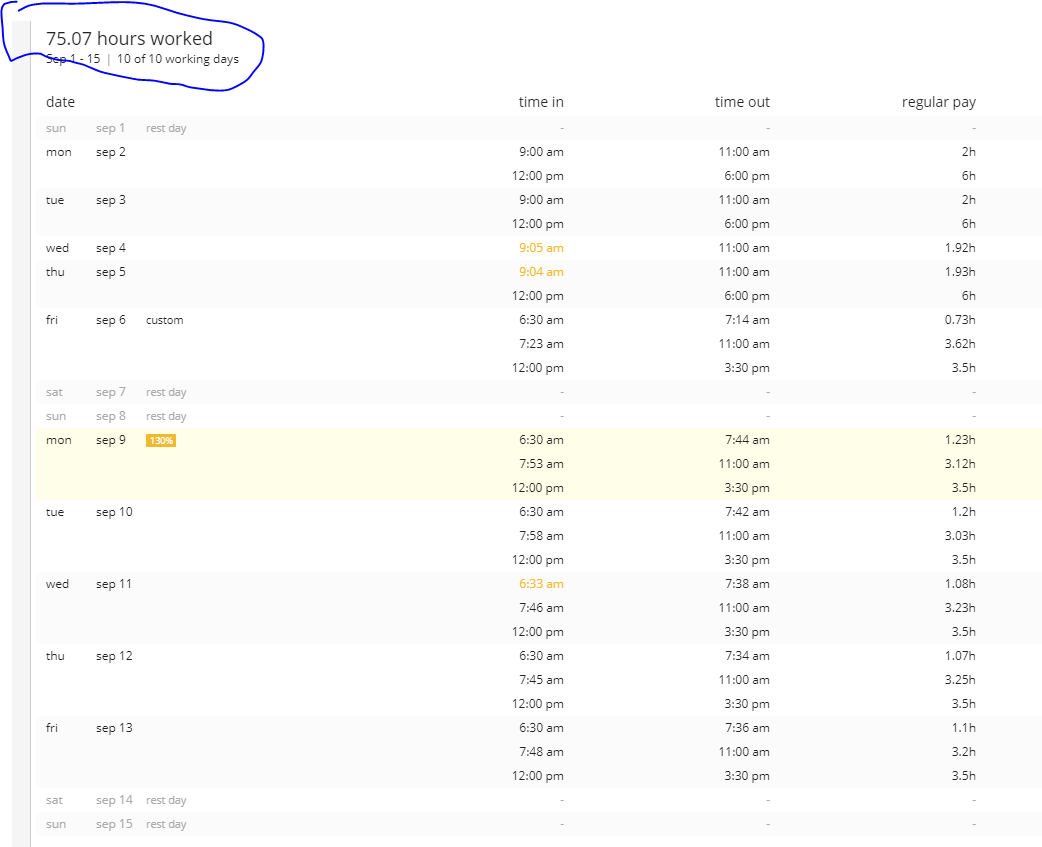 75.07 hours worked
Sep 1 - 15 | 10 of 10 working days
date time in time out regular pay
sun sep 1 rest day - - -
mon sep 2 9:00 am 11:00 am 2h
12:00 pm 6:00 pm 6h
tue sep 3 9:00 am 11:00 am 2h
12:00 pm 6:00 pm 6h
wed sep 4 9:05 am 11:00 am 1.92h
thu sep 5 9:04 am 11:00 am 1.93h
12:00 pm 6:00 pm 6h
fri sep 6 custom 6:30 am 7:14 am 0.73h
7:23 am 11:00 am 3.62h
12:00 pm 3:30 pm 3.5h
sat sep 7 rest day - - -
sun sep 8 rest day - - -
mon sep 9 130% 6:30 am 7:44 am 1.23h
7:53 am 11:00 am 3.12h
12:00 pm 3:30 pm 3.5h
tue sep 10 6:30 am 7:42 am 1.2h
7:58 am 11:00 am 3.03h
12:00 pm 3:30 pm 3.5h
wed sep 11 6:33 am 7:38 am 1.08h
7:46 am 11:00 am 3.23h
12:00 pm 3:30 pm 3.5h
thu sep 12 6:30 am 7:34 am 1.07h
7:45 am 11:00 am 3.25h
12:00 pm 3:30 pm 3.5h
fri sep 13 6:30 am 7:36 am 1.1h
7:48 am 11:00 am 3.2h
12:00 pm 3:30 pm 3.5h
sat sep 14 rest day - - -
sun sep 15 rest day - - -